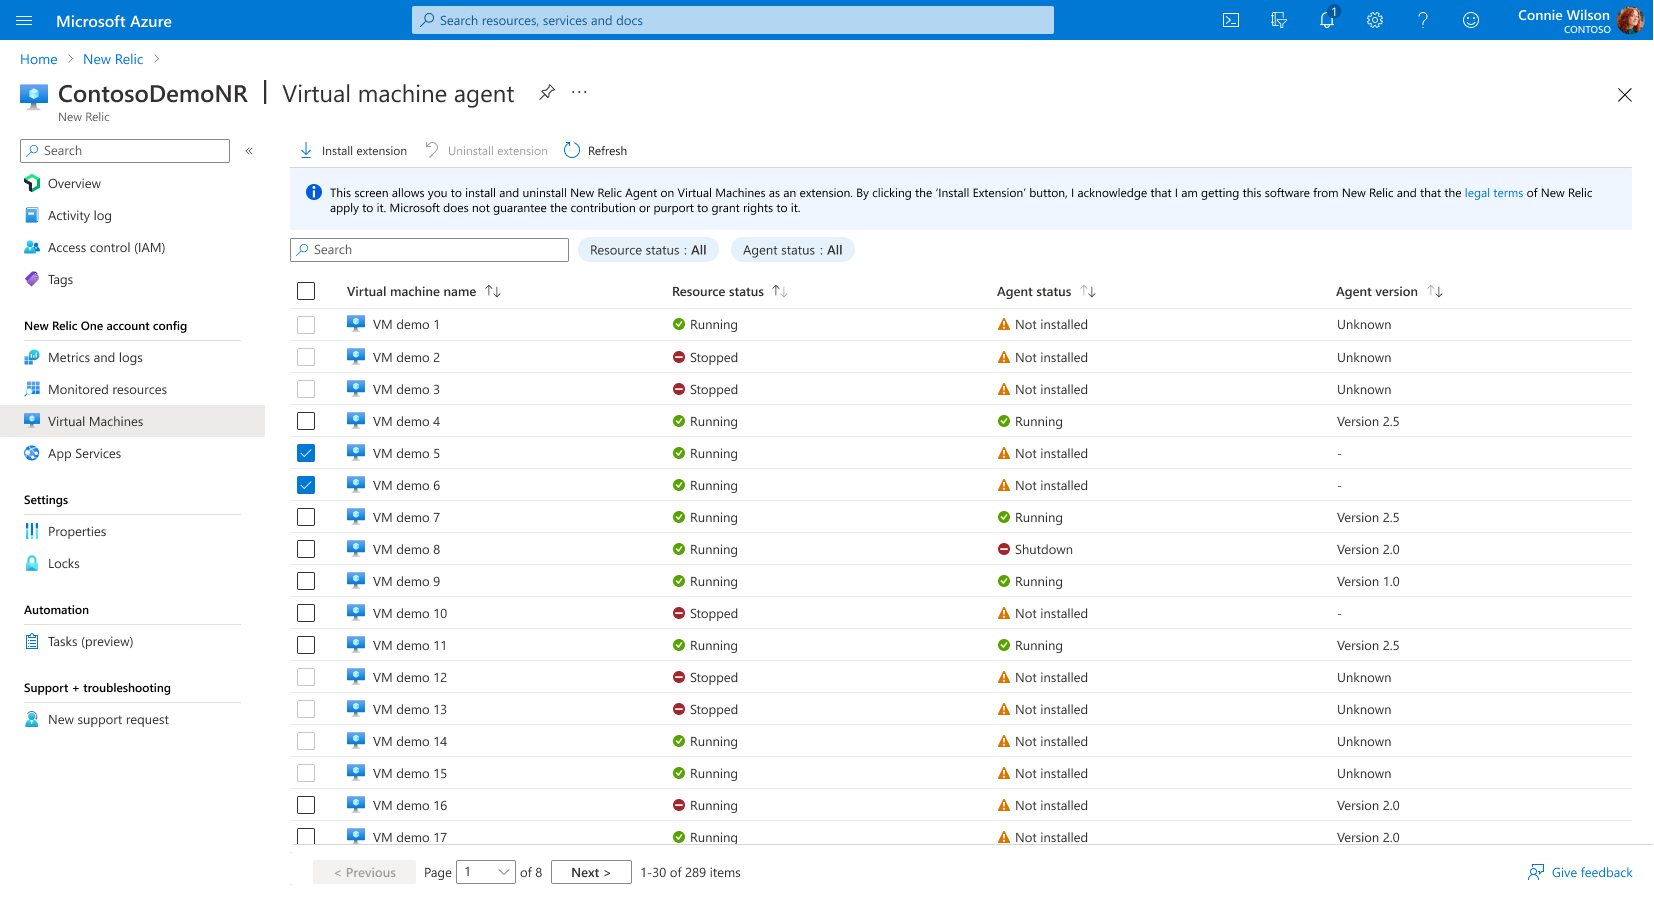 Microsoft Azure
Search resources, services and docs
1
Connie Wilson
CONTOSO
Home > New Relic >
ContosoDemoNR | Virtual machine agent ...
New Relic
Search «
Overview
Activity log
Access control (IAM)
Tags
New Relic One account config
Metrics and logs
Monitored resources
Virtual Machines
App Services
Settings
Properties
Locks
Automation
Tasks (preview)
Support + troubleshooting
New support request
Install extension Uninstall extension Refresh
This screen allows you to install and uninstall New Relic Agent on Virtual Machines as an extension. By clicking the ‘Install Extension’ button, I acknowledge that I am getting this software from New Relic and that the legal terms of New Relic
apply to it. Microsoft does not guarantee the contribution or purport to grant rights to it.
Search Resource status : All Agent status : All
Virtual machine name ↑↓ Resource status ↑↓ Agent status ↑↓ Agent version ↑↓
VM demo 1 Running Not installed Unknown
VM demo 2 Stopped Not installed Unknown
VM demo 3 Stopped Not installed Unknown
VM demo 4 Running Running Version 2.5
VM demo 5 Running Not installed -
VM demo 6 Running Not installed -
VM demo 7 Running Running Version 2.5
VM demo 8 Running Shutdown Version 2.0
VM demo 9 Running Running Version 1.0
VM demo 10 Stopped Not installed -
VM demo 11 Running Running Version 2.5
VM demo 12 Stopped Not installed Unknown
VM demo 13 Stopped Not installed Unknown
VM demo 14 Running Not installed Unknown
VM demo 15 Running Not installed Unknown
VM demo 16 Running Not installed Version 2.0
VM demo 17 Running Not installed Version 2.0
< Previous Page 1 of 8 Next > 1-30 of 289 items
Give feedback